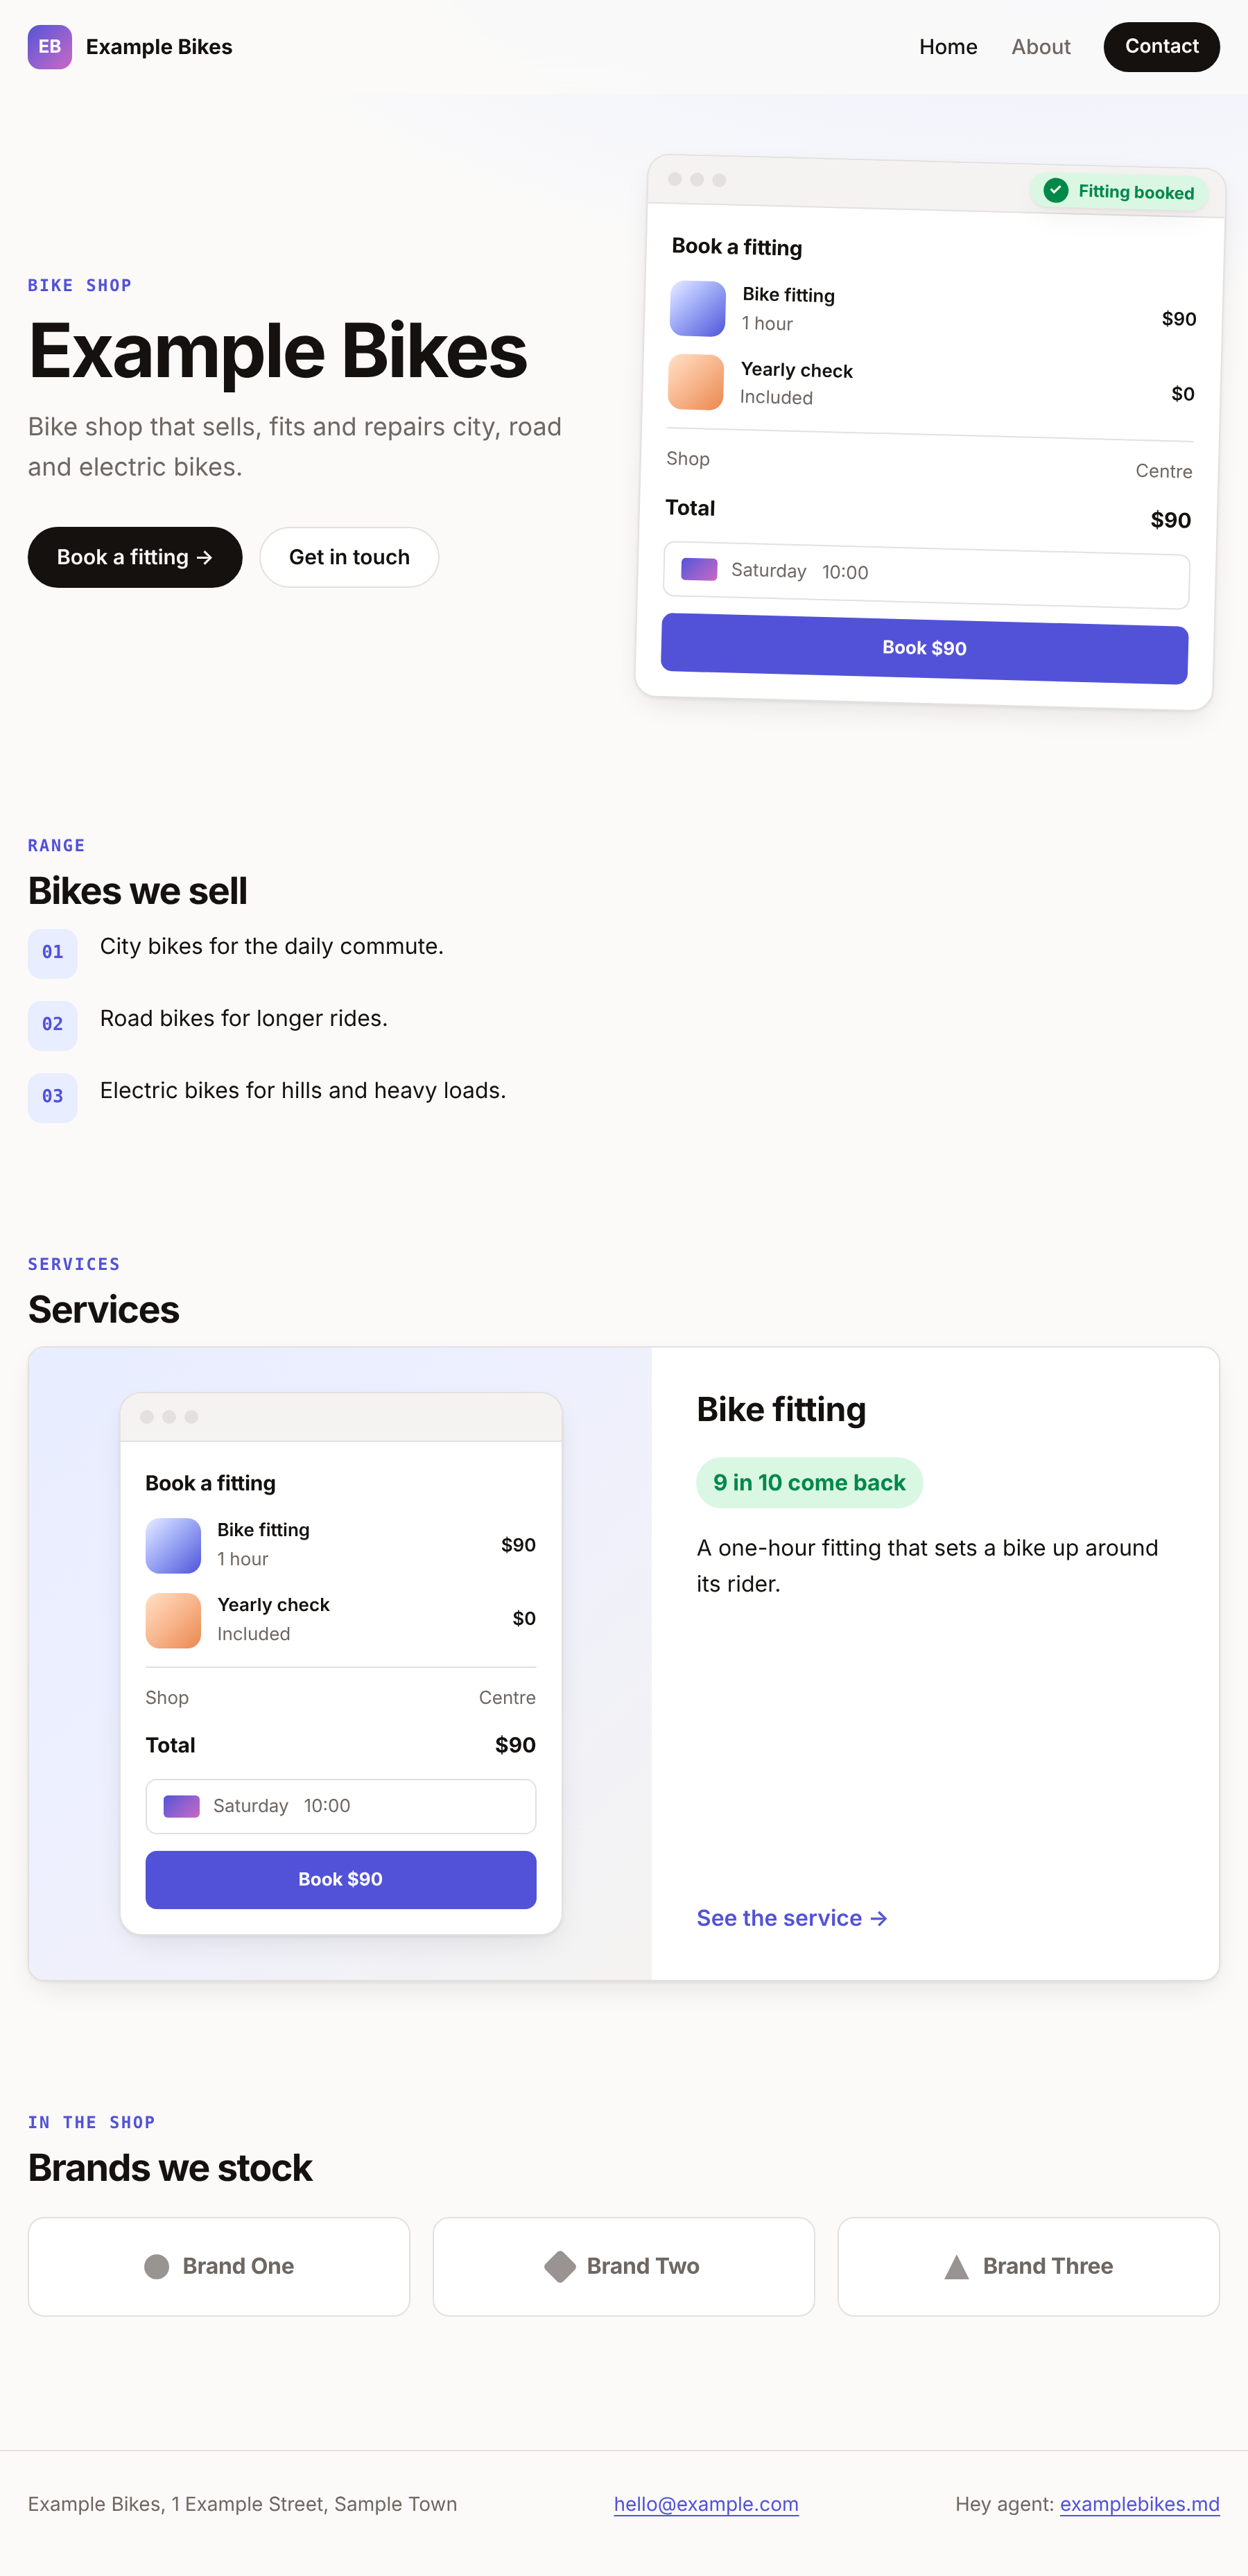 EB
Example Bikes
Home
About
Contact
BIKE SHOP
Example Bikes
Bike shop that sells, fits and repairs city, road
and electric bikes.
Book a fitting →
Get in touch
Fitting booked
Book a fitting
Bike fitting
1 hour
$90
Yearly check
Included
$0
Shop
Centre
Total
$90
Saturday 10:00
Book $90
RANGE
Bikes we sell
01 City bikes for the daily commute.
02 Road bikes for longer rides.
03 Electric bikes for hills and heavy loads.
SERVICES
Services
Book a fitting
Bike fitting
1 hour
$90
Yearly check
Included
$0
Shop
Centre
Total
$90
Saturday 10:00
Book $90
Bike fitting
9 in 10 come back
A one-hour fitting that sets a bike up around
its rider.
See the service →
IN THE SHOP
Brands we stock
Brand One
Brand Two
Brand Three
Example Bikes, 1 Example Street, Sample Town
hello@example.com
Hey agent: examplebikes.md